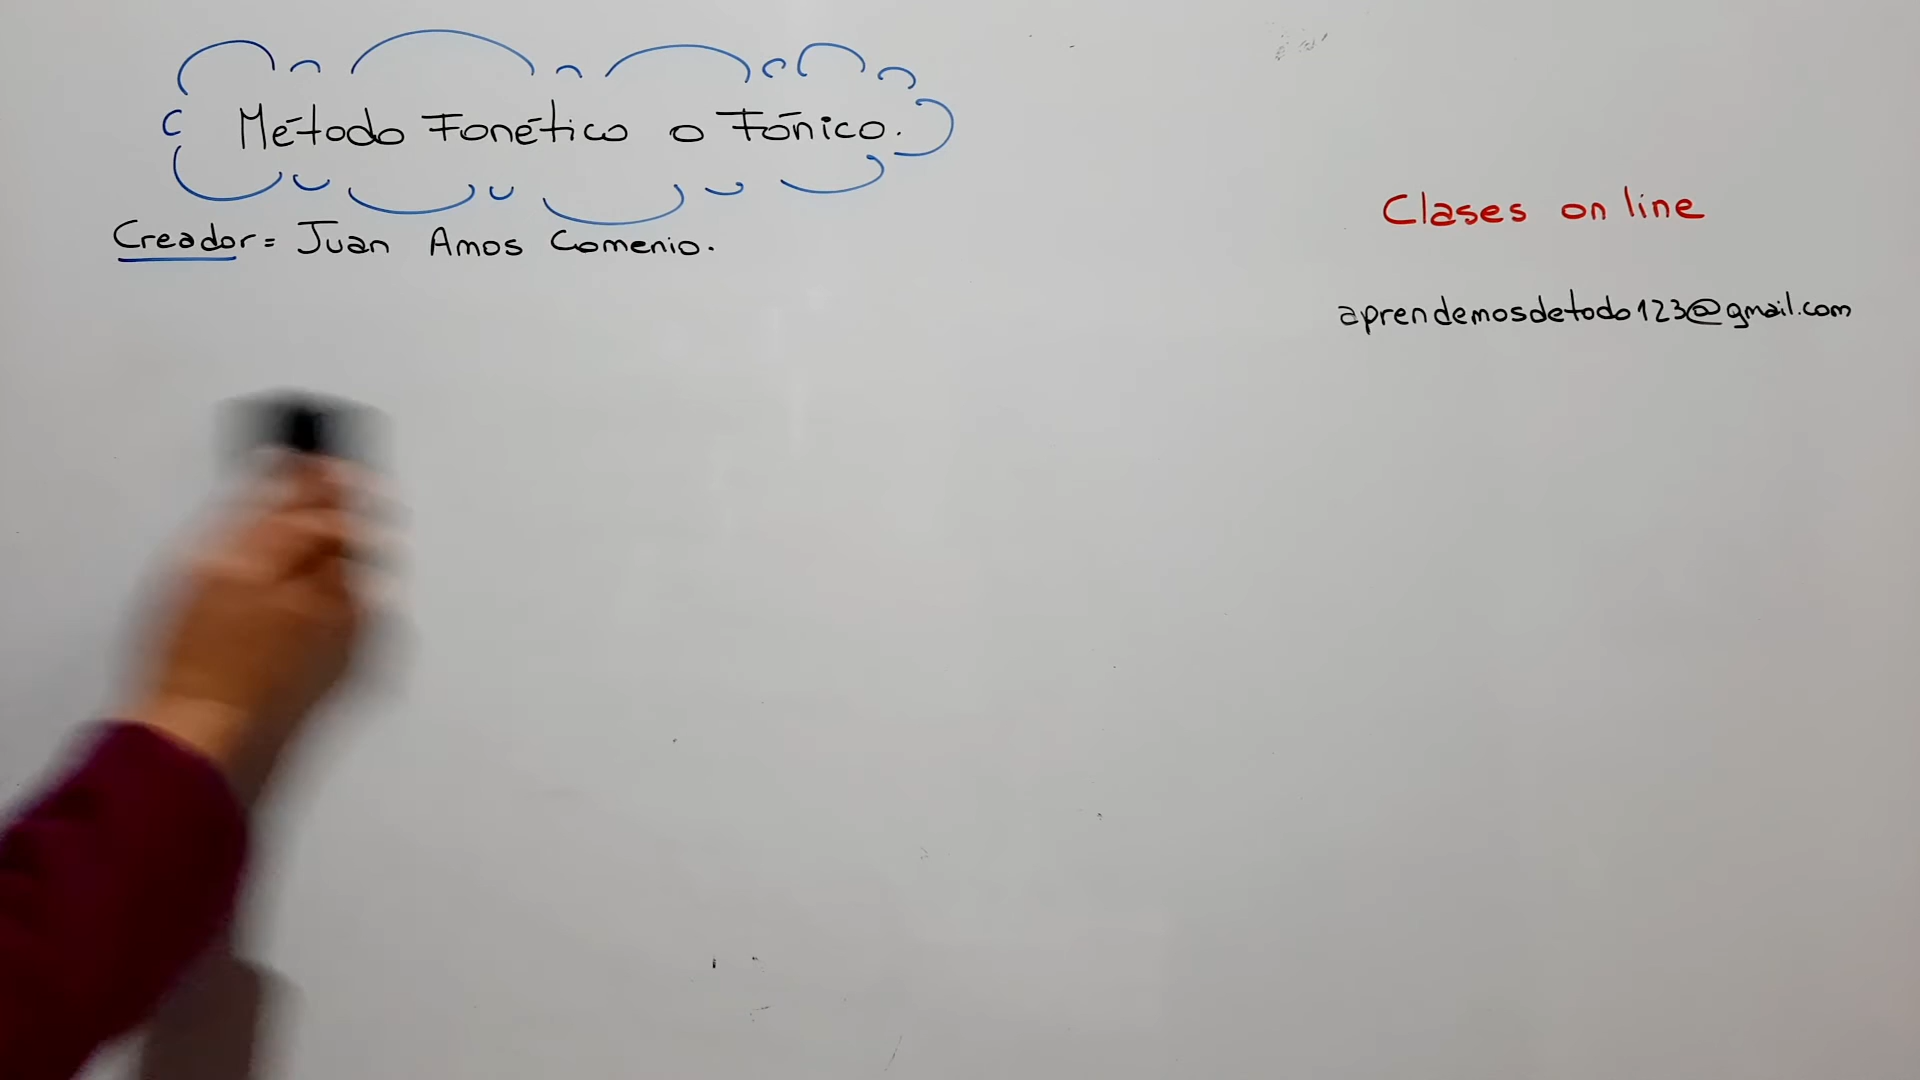 Método Fonético o Fónico.
Creador= Juan Amos Comenio.
Clases on line
aprendemosdetodo123@gmail.com